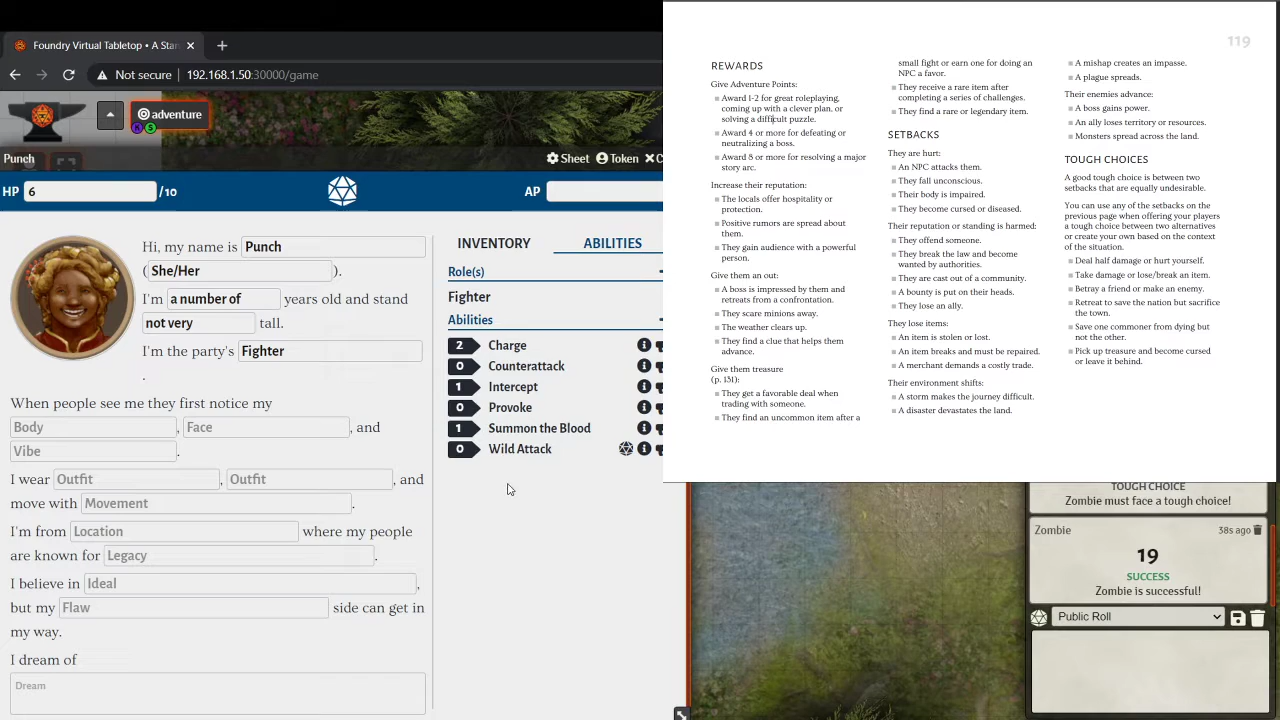 Foundry Virtual Tabletop • A Stan
192.168.1.50:30000/game
Adventure
Sheet
Prototype Token
HP 6 /10
AP
Hi, my name is Punch
(She/Her).
I'm a number Fighter
not very tall.
I'm my party's Fighter
.
When people see me, they first notice my
Body, Face, and
Vibe.
I wear Outfit, Outfit
and move with Movement.
I'm from Location, where people are
known for Legacy.
I believe in Ideal,
but my Flaw side can get in
my way.
I dream of
Dream
INVENTORY
ABILITIES
Role(s)
Fighter
Abilities
2 Charge
0 Counterattack
1 Intercept
0 Provoke
1 Summon the Blood
0 Wild Attack
119
REWARDS
Give Adventure Points:
Award 1-2 for great roleplaying,
coming up with a clever plan, or
solving a difficult puzzle.
Award 4 or more for defeating or
neutralizing a boss.
Award 8 or more for resolving a major
story arc.
Increase their reputation:
The locals offer hospitality or
protection.
Positive rumors are spread about
them.
They gain audience with a powerful
person.
Give them an out:
A boss is impressed by them and
retreats from a confrontation.
They scare minions away.
The weather clears up.
They find a clue that helps them
advance.
Give them treasure
(p. 131):
They get a favorable deal when
trading with someone.
They find an uncommon item after a
small fight or earn one for doing an
NPC a favor.
They receive a rare item after
completing a series of challenges.
They find a rare or legendary item.
SETBACKS
They are hurt:
An NPC attacks them.
They fall unconscious.
Their body is impaired.
They become cursed or diseased.
Their reputation or standing is harmed:
They offend someone.
They break the law and become
wanted by authorities.
They are cast out of a community.
A bounty is put on their heads.
They lose an ally.
They lose items:
An item is stolen or lost.
An item breaks and must be repaired.
A merchant demands a costly trade.
Their environment shifts:
A storm makes the journey difficult.
A disaster devastates the land.
A mishap creates an impasse.
A plague spreads.
Their enemies advance:
A boss gains power.
An ally loses territory or resources.
Monsters spread across the land.
TOUGH CHOICES
A good tough choice is between two
setbacks that are equally undesirable.
You can use any of the setbacks on the
previous page when offering your players
a tough choice between two alternatives
or create your own based on the context
of the situation.
Deal half damage or hurt yourself.
Take damage or lose/break an item.
Betray a friend or make an enemy.
Retreat to save the nation but sacrifice
the town.
Save one commoner from dying but
not the other.
Pick up treasure and become cursed
or leave it behind.
TOUGH CHOICE
Zombie must face a tough choice!
Zombie 38s ago
19
SUCCESS
Zombie is successful!
Public Roll